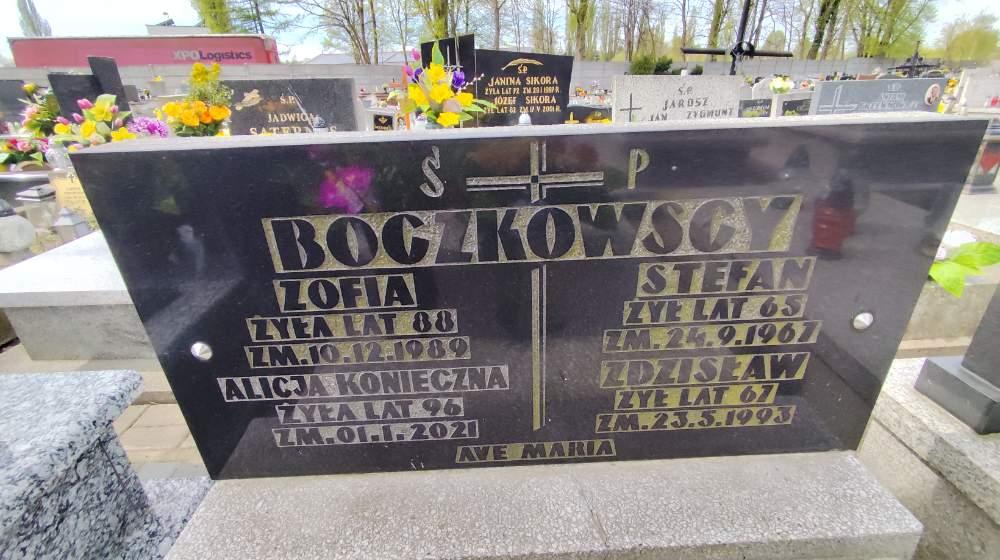 XPO Logistics
Ś.P.
JANINA SIKORA
JÓZEF SIKORA
Ś.P.
JADWIGA
Ś.P.
JAROSZ
JAN ZYGMUNT
Ś P
BOCZKOWSCY
ZOFIA
ŻYŁA LAT 88
ZM. 10.12.1989
ALICJA KONIECZNA
ŻYŁA LAT 96
ZM. 01.1.2021
STEFAN
ŻYŁ LAT 65
ZM. 24.9.1967
ZDZISŁAW
ŻYŁ LAT 67
ZM. 23.5.1993
AVE MARIA